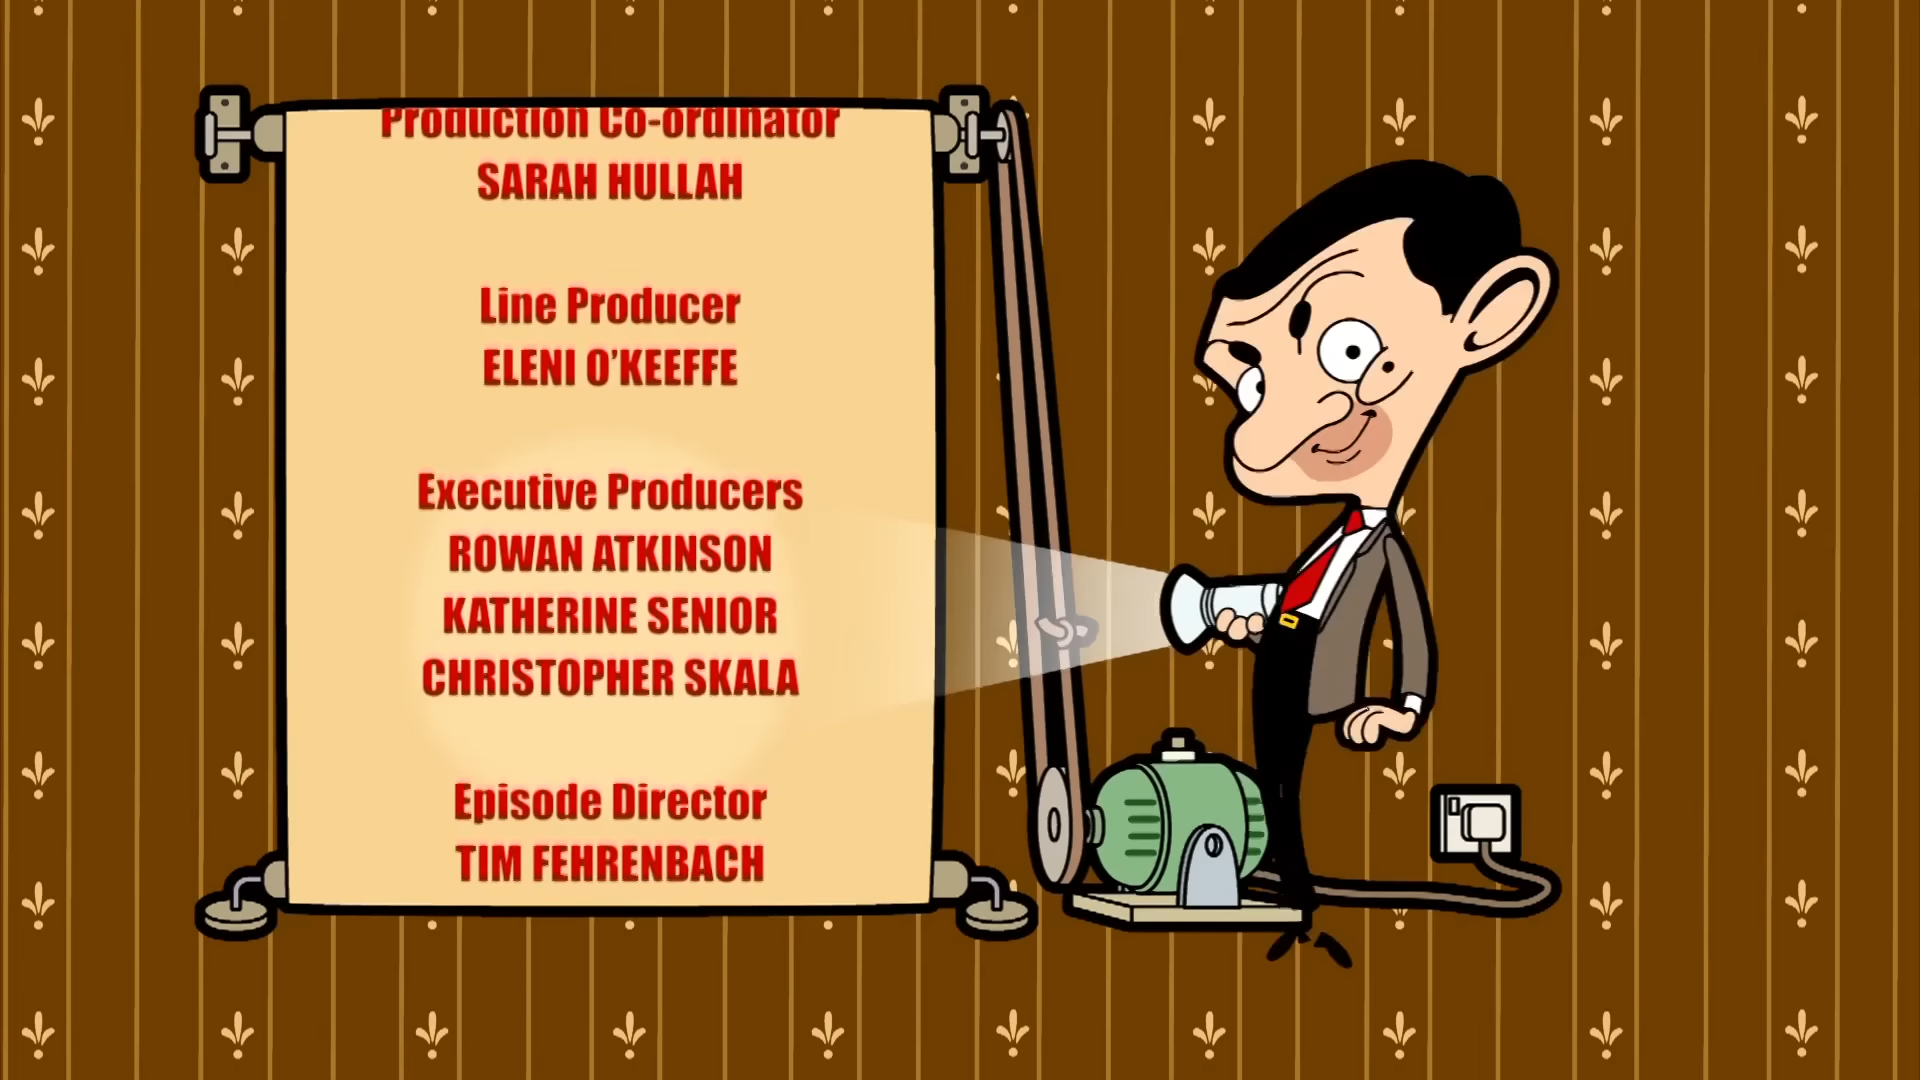 Production Co-ordinator
SARAH HULLAH
Line Producer
ELENI O'KEEFFE
Executive Producers
ROWAN ATKINSON
KATHERINE SENIOR
CHRISTOPHER SKALA
Episode Director
TIM FEHRENBACH